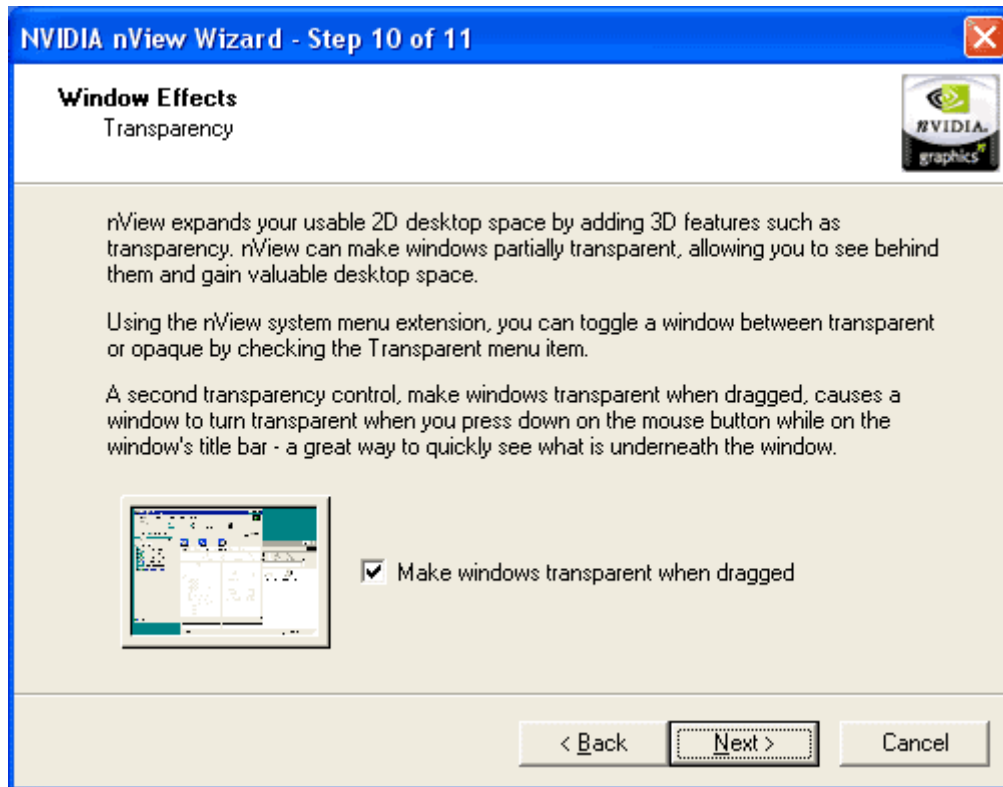 NVIDIA nView Wizard - Step 10 of 11
Window Effects
Transparency
NVIDIA.
graphics
nView expands your usable 2D desktop space by adding 3D features such as
transparency. nView can make windows partially transparent, allowing you to see behind
them and gain valuable desktop space.
Using the nView system menu extension, you can toggle a window between transparent
or opaque by checking the Transparent menu item.
A second transparency control, make windows transparent when dragged, causes a
window to turn transparent when you press down on the mouse button while on the
window's title bar - a great way to quickly see what is underneath the window.
Make windows transparent when dragged
< Back
Next >
Cancel